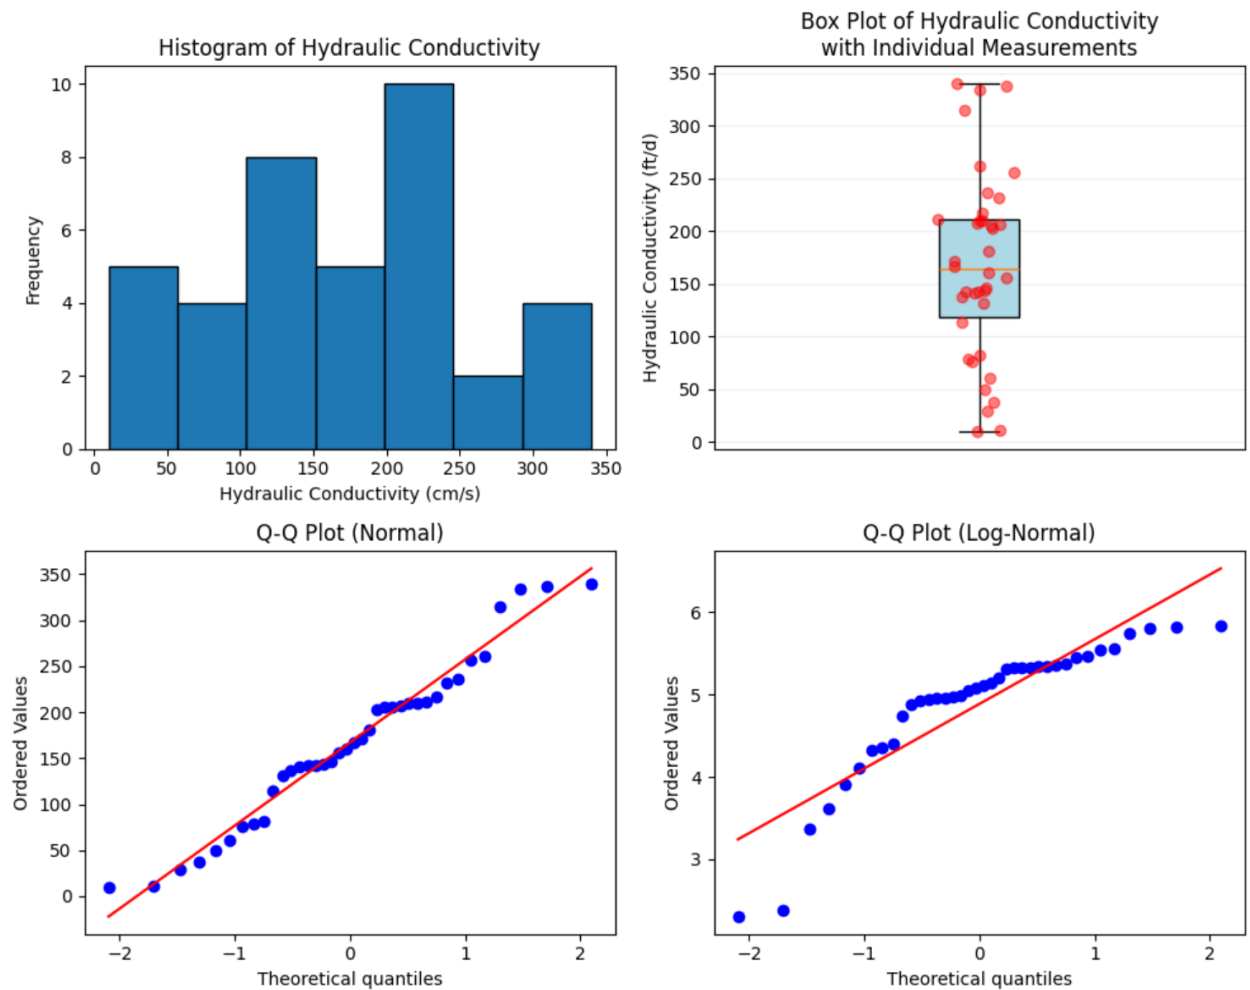 Histogram of Hydraulic Conductivity
Frequency
10
8
6
4
2
0
0 50 100 150 200 250 300 350
Hydraulic Conductivity (cm/s)
Box Plot of Hydraulic Conductivity
with Individual Measurements
Hydraulic Conductivity (ft/d)
350
300
250
200
150
100
50
0
Q-Q Plot (Normal)
Ordered Values
350
300
250
200
150
100
50
0
−2 −1 0 1 2
Theoretical quantiles
Q-Q Plot (Log-Normal)
Ordered Values
6
5
4
3
−2 −1 0 1 2
Theoretical quantiles